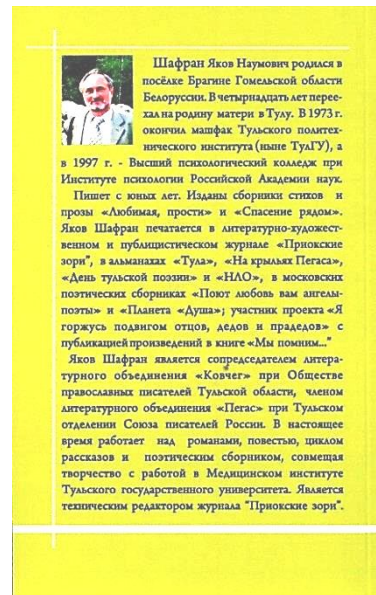 Шафран Яков Наумович родился в
посёлке Брагине Гомельской области
Белоруссии. В четырнадцать лет перее-
хал на родину матери в Тулу. В 1973 г.
окончил машфак Тульского политех-
нического института (ныне ТулГУ), а
в 1997 г. - Высший психологический колледж при
Институте психологии Российской Академии наук.
Пишет с юных лет. Изданы сборники стихов и
прозы «Любимая, прости» и «Спасение рядом».
Яков Шафран печатается в литературно-художест-
венном и публицистическом журнале «Приокские
зори", в альманахах «Тула», «На крыльях Пегаса»,
«День тульской поэзии» и «НЛО», в московских
поэтических сборниках «Поют любовь вам ангелы-
поэты» и «Планета «Душа»; участник проекта «Я
горжусь подвигом отцов, дедов и прадедов» с
публикацией произведений в книге «Мы помним..."
Яков Шафран является сопредседателем литера-
турного объединения «Ковчег» при Обществе
православных писателей Тульской области, членом
литературного объединения «Пегас» при Тульском
отделении Союза писателей России. В настоящее
время работает над романами, повестью, циклом
рассказов и поэтическим сборником, совмещая
творчество с работой в Медицинском институте
Тульского государственного университета. Является
техническим редактором журнала "Приокские зори".